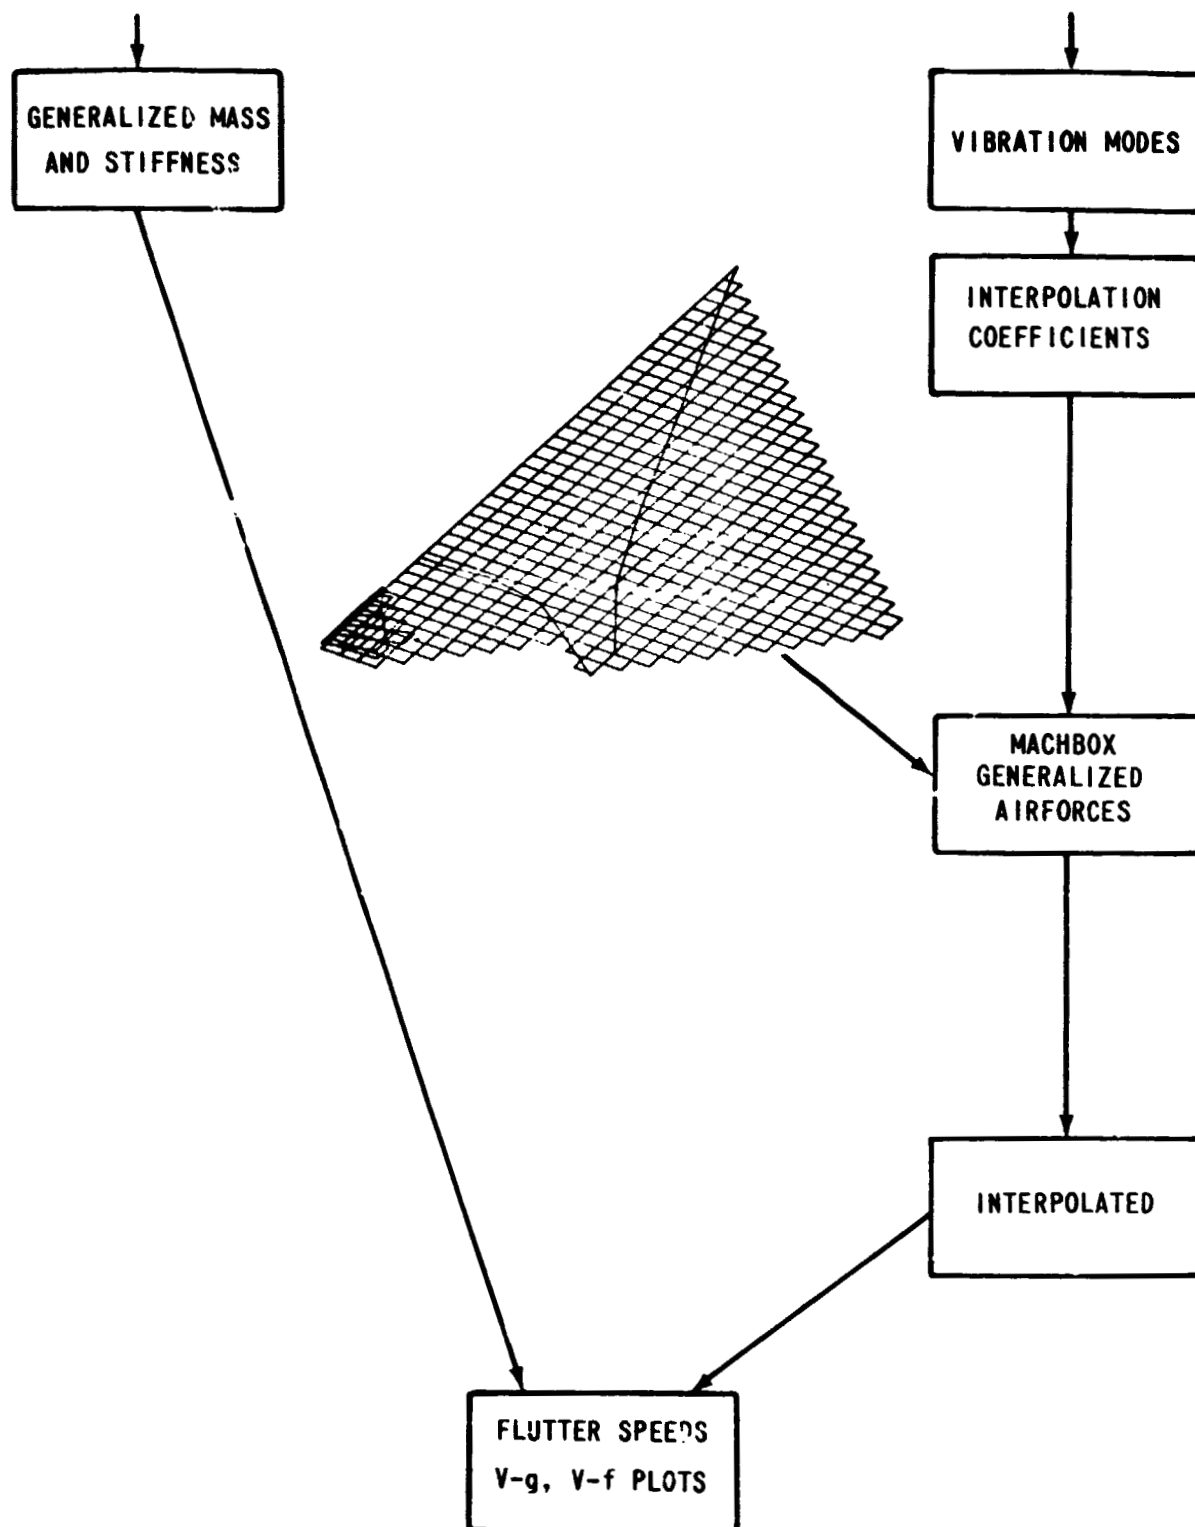 GENERALIZED MASS
AND STIFFNESS
VIBRATION MODES
INTERPOLATION
COEFFICIENTS
MACHBOX
GENERALIZED
AIRFORCES
INTERPOLATED
FLUTTER SPEEDS
V-g, V-f PLOTS